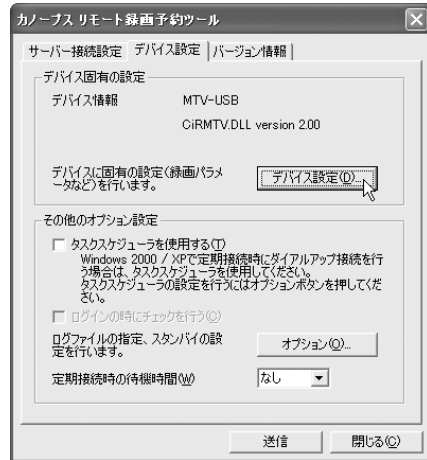 カノープス リモート録画予約ツール
サーバー接続設定 デバイス設定 バージョン情報
デバイス固有の設定
デバイス情報 MTV-USB
CiRMTV.DLL version 2.00
デバイスに固有の設定(録画パラメ
ータなど)を行います。
デバイス設定(D)...
その他のオプション設定
タスクスケジューラを使用する(T)
Windows 2000 / XPで定期接続時にダイアルアップ接続を行
う場合は、タスクスケジューラを使用してください。
タスクスケジューラの設定を行うにはオプションボタンを押してくだ
さい。
ログインの時にチェックを行う(C)
ログファイルの指定、スタンバイの設
定を行います。
オプション(O)...
定期接続時の待機時間(W) なし
送信 閉じる(C)